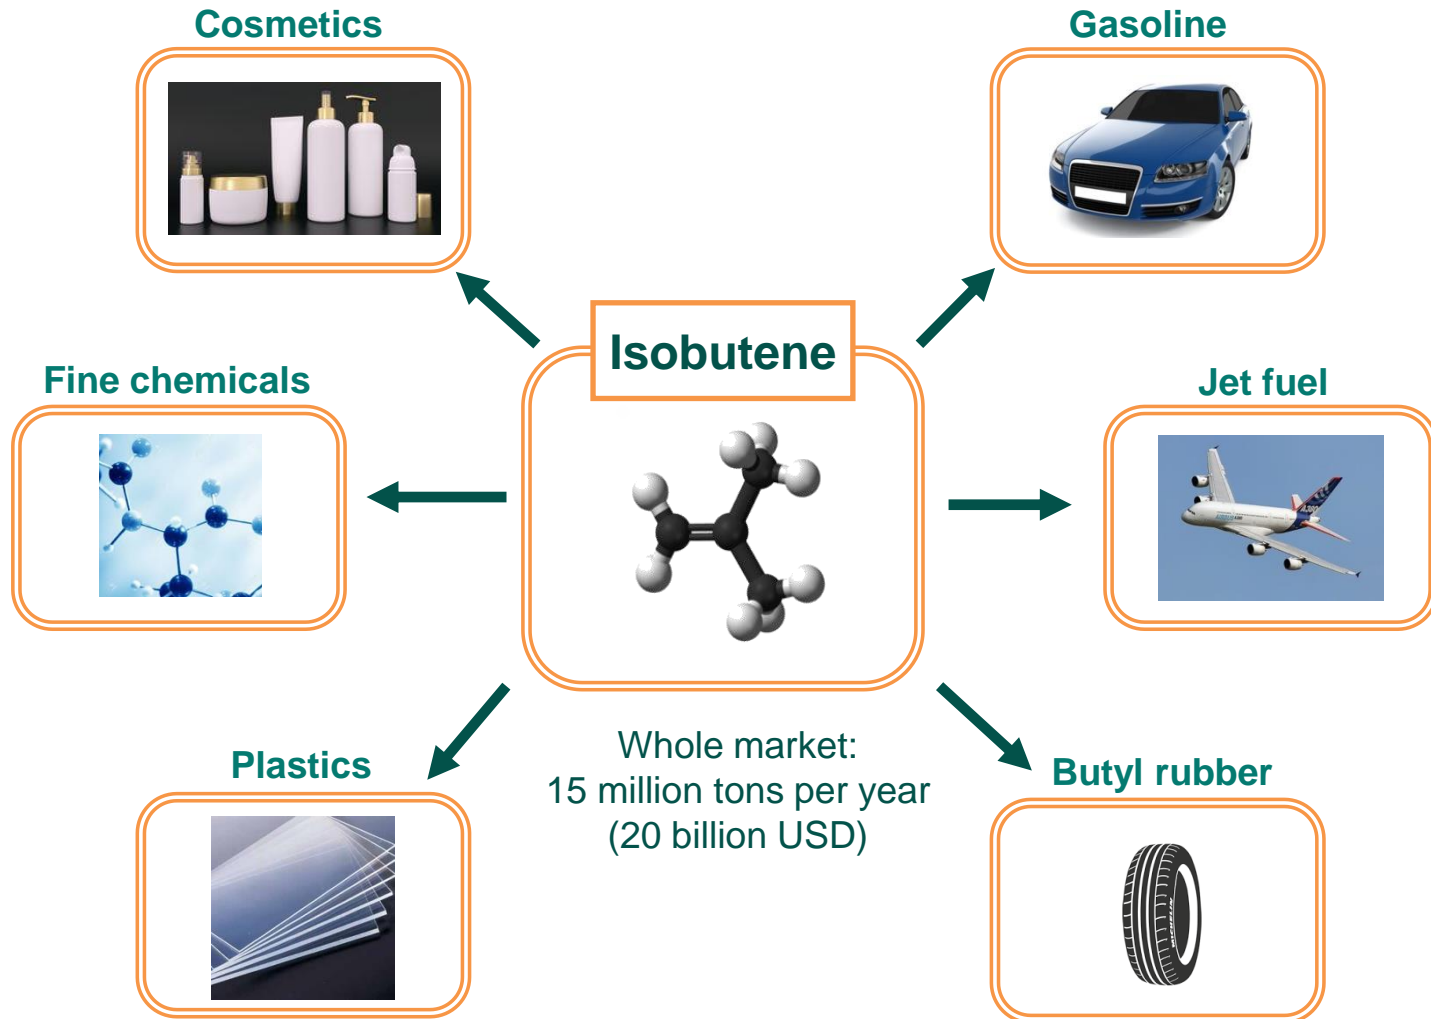 Cosmetics
Gasoline
Isobutene
Fine chemicals
Jet fuel
A380
Whole market:
15 million tons per year
(20 billion USD)
Plastics
Butyl rubber